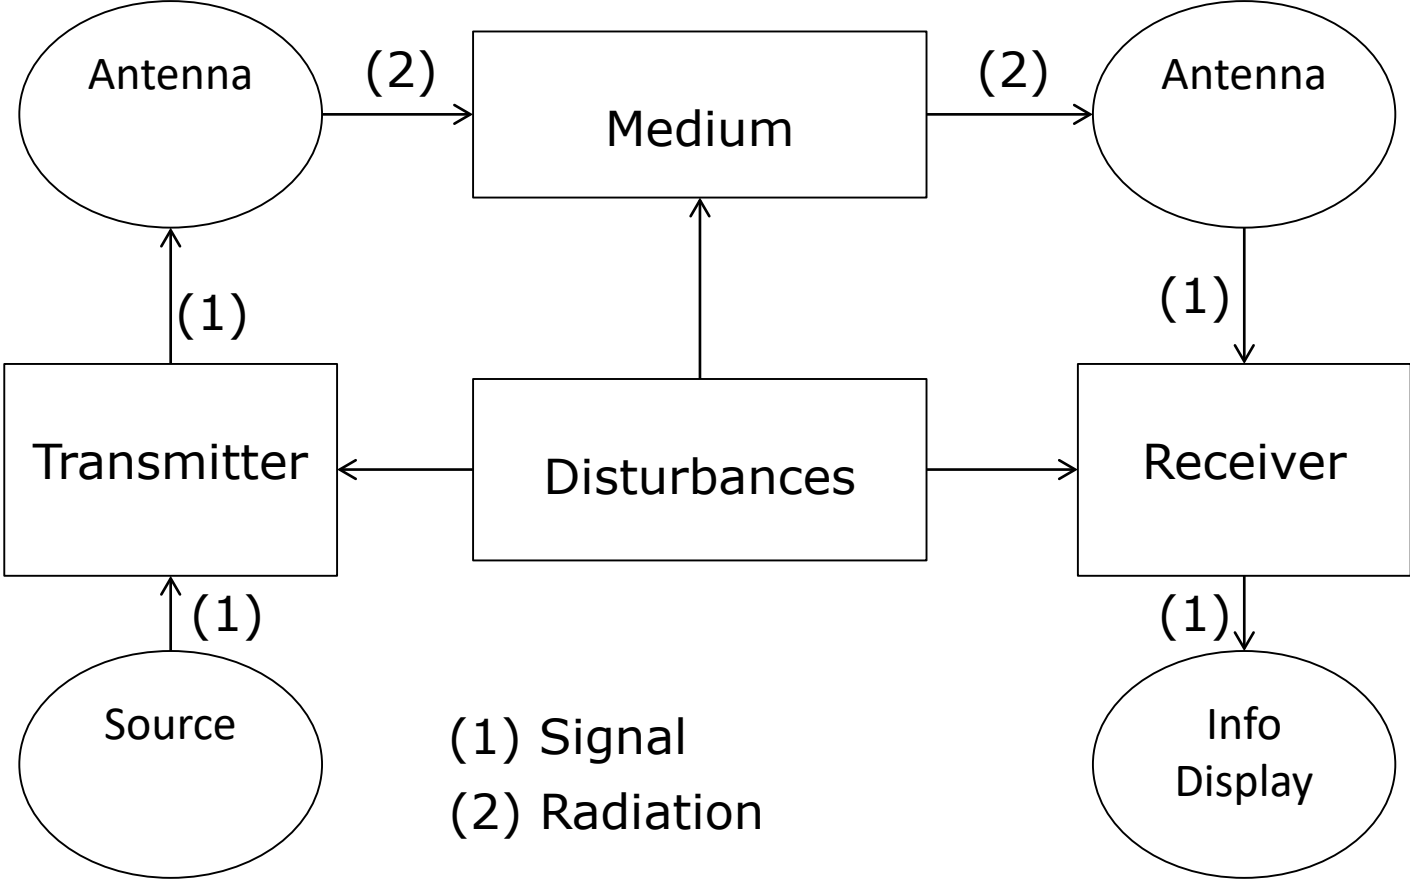 Antenna
(2)
Medium
(2)
Antenna
(1)
(1)
Transmitter
Disturbances
Receiver
(1)
(1)
Source
Info
Display
(1) Signal
(2) Radiation